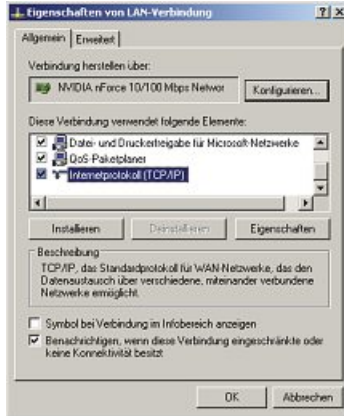 Eigenschaften von LAN-Verbindung
Allgemein Erweitert
Verbindung herstellen über:
NVIDIA nForce 10/100 Mbps Networ
Konfigurieren...
Diese Verbindung verwendet folgende Elemente:
Datei- und Druckerfreigabe für Microsoft-Netzwerke
QoS-Paketplaner
Internetprotokoll (TCP/IP)
Installieren Deinstallieren Eigenschaften
Beschreibung
TCP/IP, das Standardprotokoll für WAN-Netzwerke, das den
Datenaustausch über verschiedene, miteinander verbundene
Netzwerke ermöglicht.
Symbol bei Verbindung im Infobereich anzeigen
Benachrichtigen, wenn diese Verbindung eingeschränkte oder
keine Konnektivität besitzt
OK Abbrechen